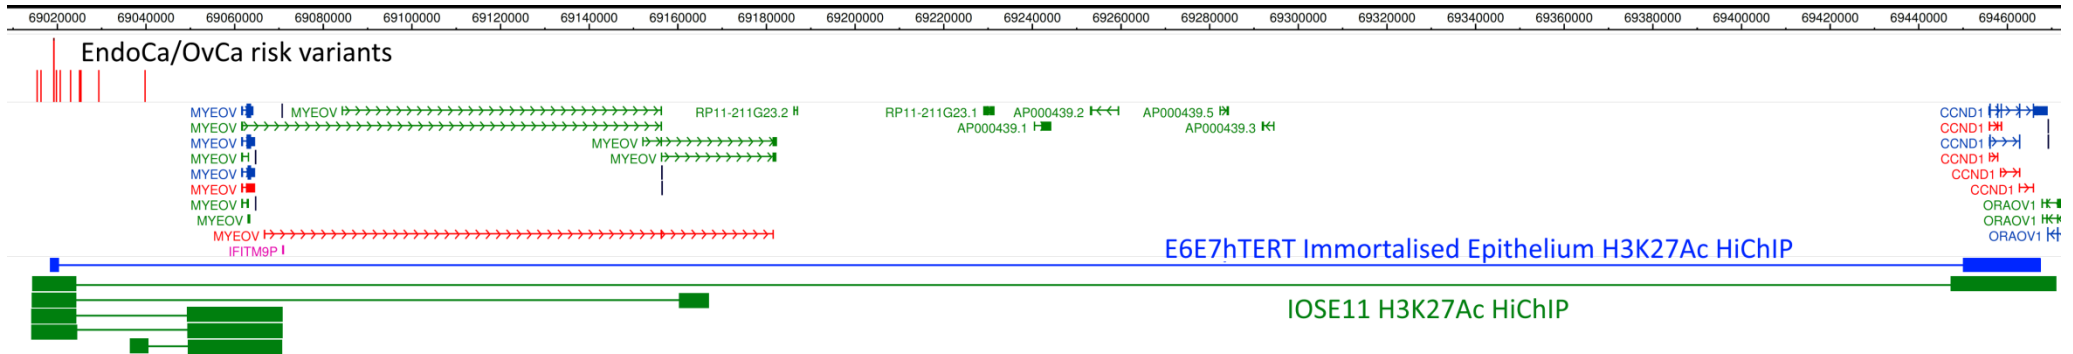 69020000 69040000 69060000 69080000 69100000 69120000 69140000 69160000 69180000 69200000 69220000 69240000 69260000 69280000 69300000 69320000 69340000 69360000 69380000 69400000 69420000 69440000 69460000
EndoCa/OvCa risk variants
MYEOV MYEOV RP11-211G23.2 RP11-211G23.1 AP000439.2 AP000439.5 CCND1
MYEOV AP000439.1 AP000439.3 CCND1
MYEOV MYEOV CCND1
MYEOV MYEOV CCND1
MYEOV CCND1
MYEOV CCND1
MYEOV ORAOV1
MYEOV ORAOV1
MYEOV ORAOV1
IFITM9P
E6E7hTERT Immortalised Epithelium H3K27Ac HiChIP
IOSE11 H3K27Ac HiChIP